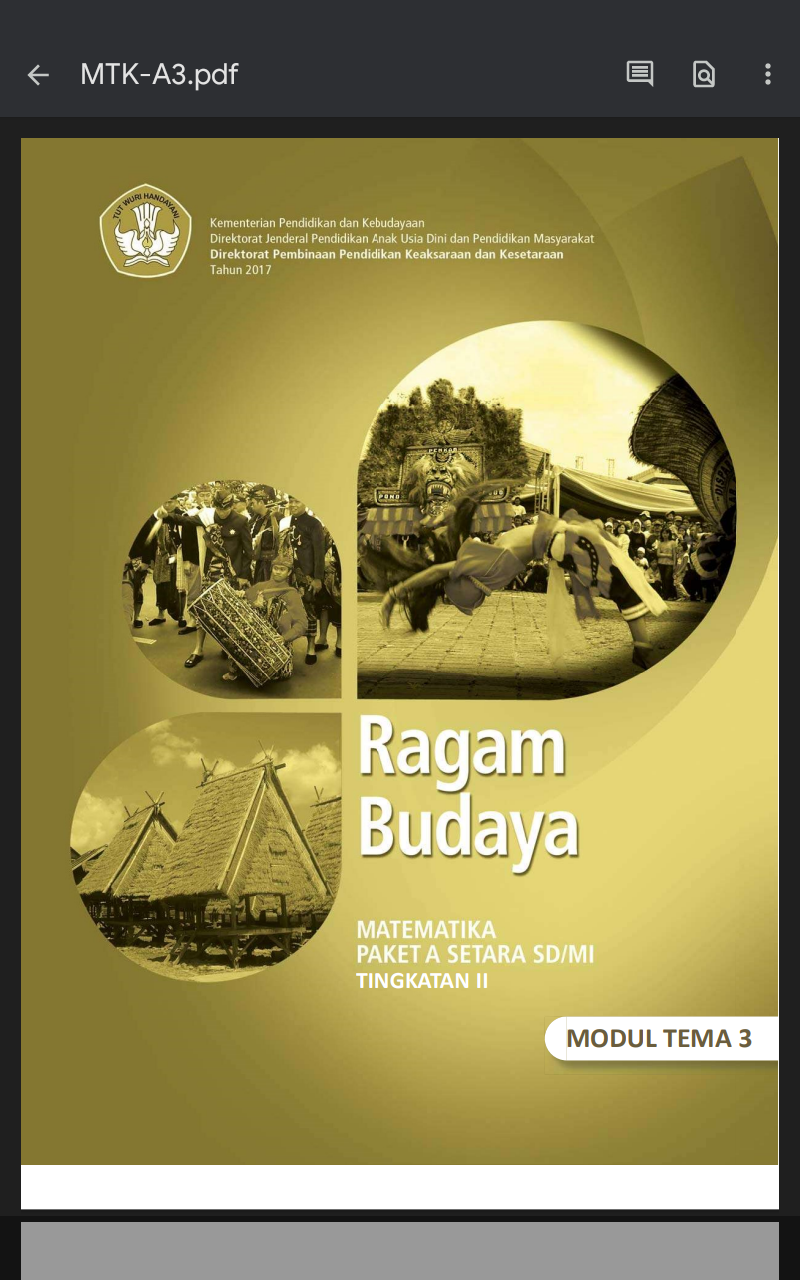 MTK-A3.pdf
TUT WURI HANDAYANI
Kementerian Pendidikan dan Kebudayaan
Direktorat Jenderal Pendidikan Anak Usia Dini dan Pendidikan Masyarakat
Direktorat Pembinaan Pendidikan Keaksaraan dan Kesetaraan
Tahun 2017
Ragam
Budaya
MATEMATIKA
PAKET A SETARA SD/MI
TINGKATAN II
MODUL TEMA 3